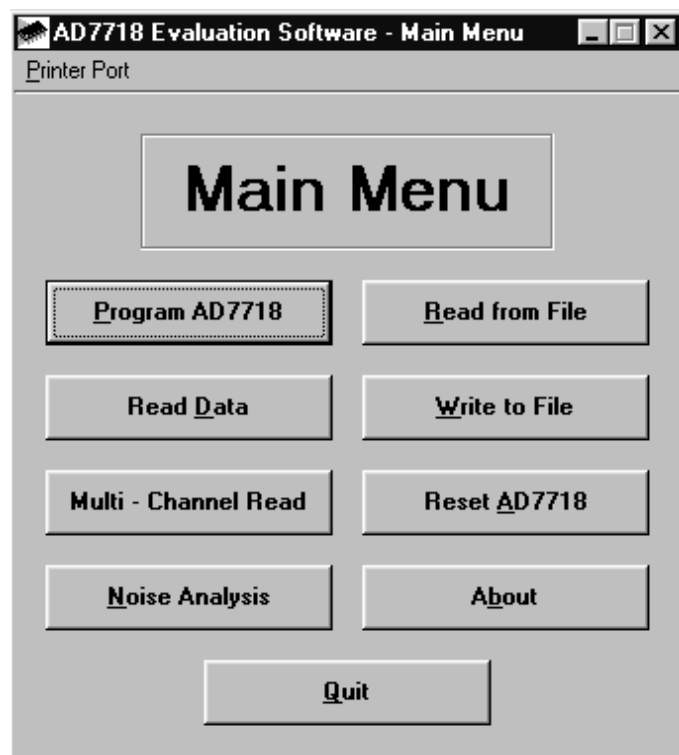 AD7718 Evaluation Software - Main Menu
Printer Port
Main Menu
Program AD7718
Read from File
Read Data
Write to File
Multi - Channel Read
Reset AD7718
Noise Analysis
About
Quit